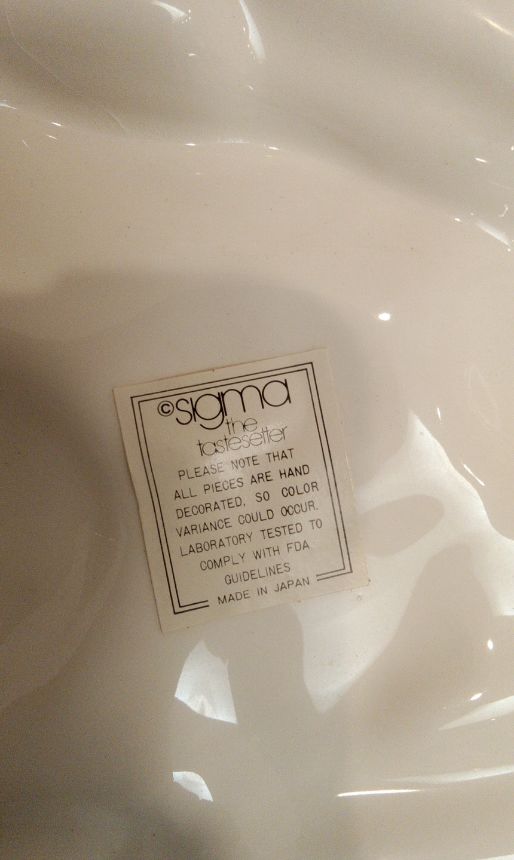 ©sigma
the
tastesetter
PLEASE NOTE THAT
ALL PIECES ARE HAND
DECORATED, SO COLOR
VARIANCE COULD OCCUR.
LABORATORY TESTED TO
COMPLY WITH FDA
GUIDELINES
MADE IN JAPAN